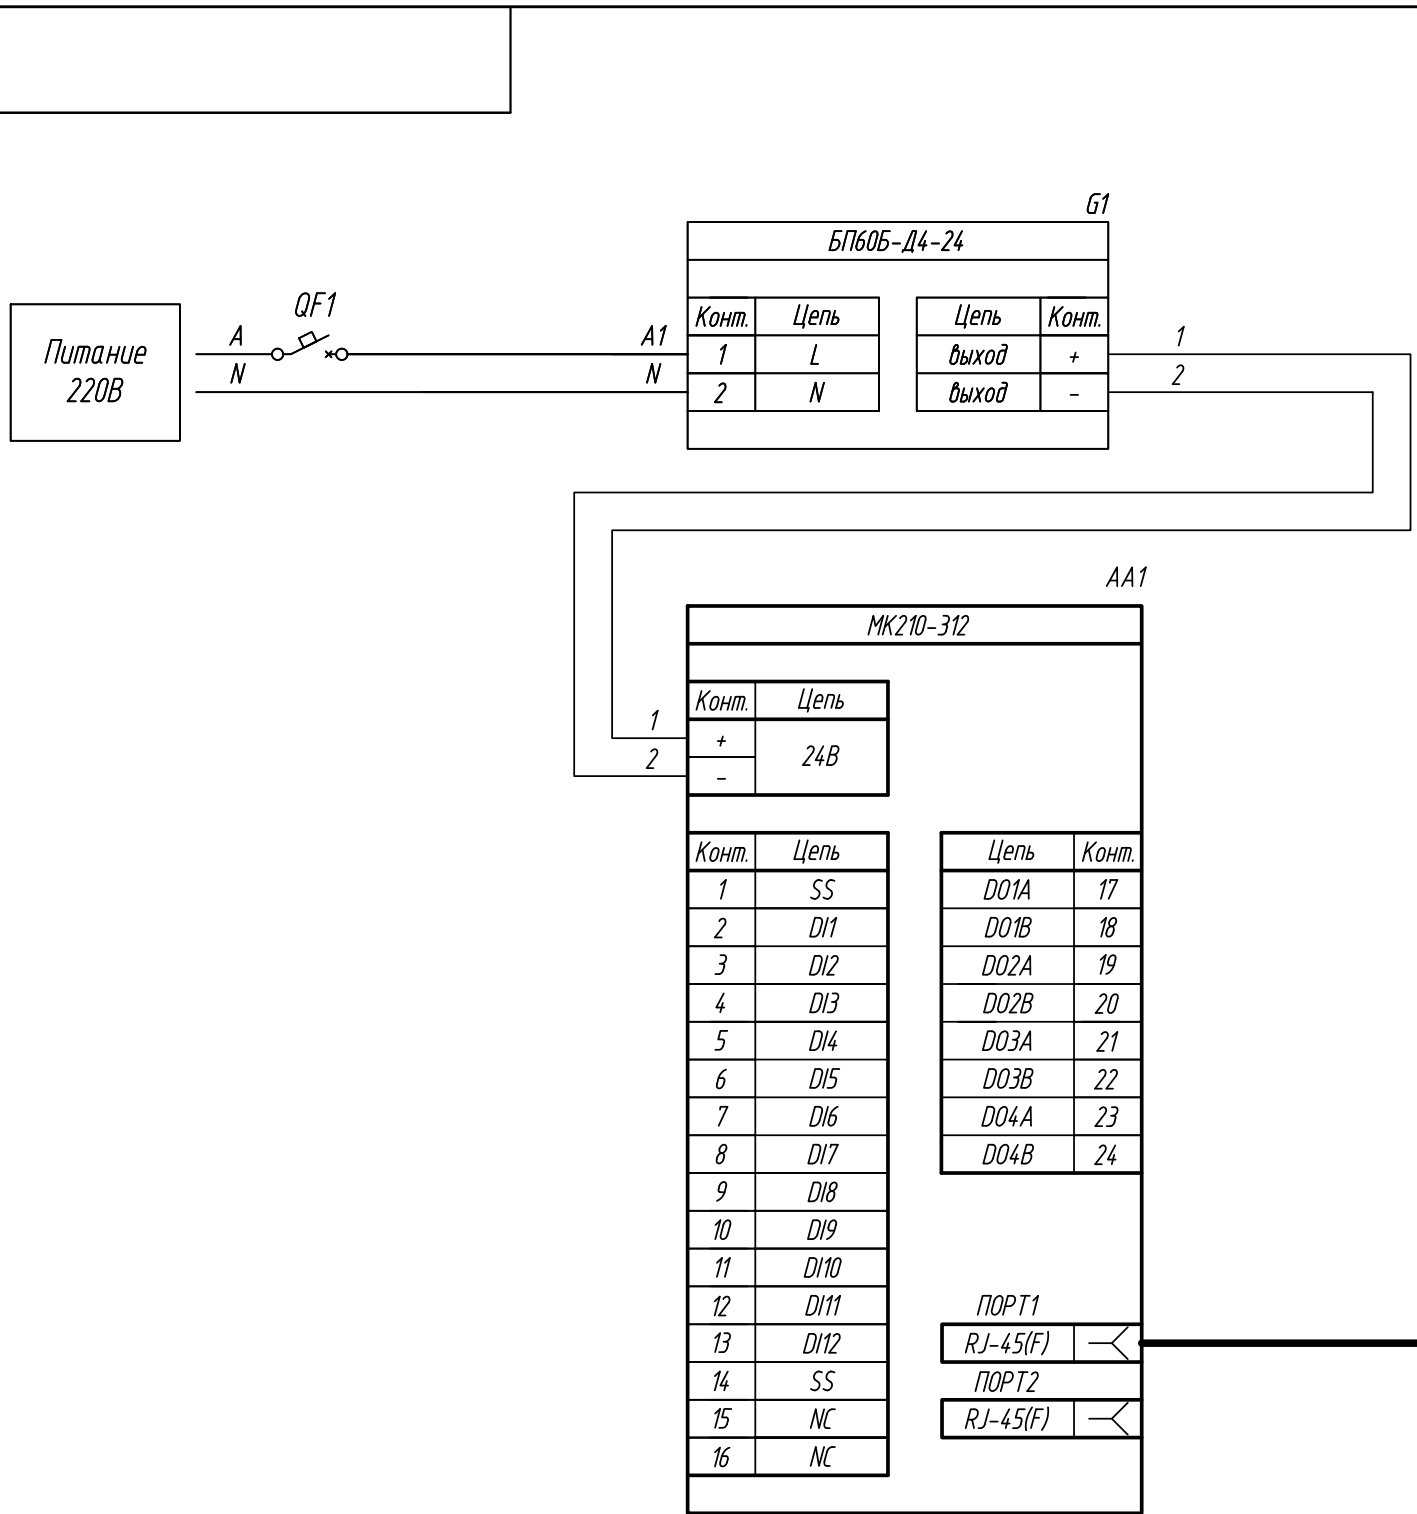 G1
БП60Б-Д4-24
Питание
220В
QF1
A
N
A1
N
Конт. Цепь Цепь Конт.
1 L выход +
2 N выход -
1
2
AA1
МК210-312
Конт. Цепь
1
2
+ 24В
-
Конт. Цепь Цепь Конт.
1 SS DO1A 17
2 DI1 DO1B 18
3 DI2 DO2A 19
4 DI3 DO2B 20
5 DI4 DO3A 21
6 DI5 DO3B 22
7 DI6 DO4A 23
8 DI7 DO4B 24
9 DI8
10 DI9
11 DI10
12 DI11 ПОРТ1
13 DI12 RJ-45(F)
14 SS ПОРТ2
15 NC RJ-45(F)
16 NC